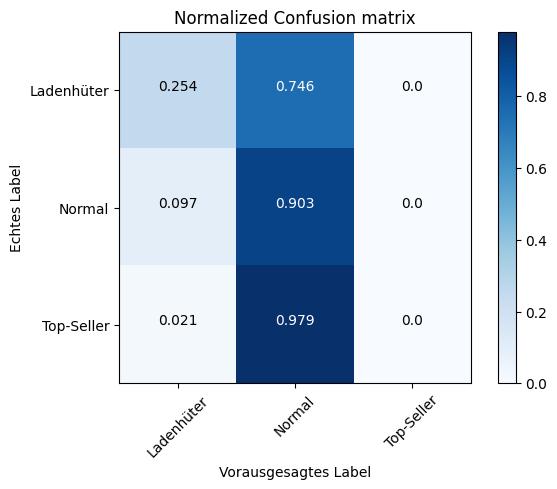 Normalized Confusion matrix
Echtes Label
Ladenhüter 0.254 0.746 0.0
Normal 0.097 0.903 0.0
Top-Seller 0.021 0.979 0.0
Ladenhüter Normal Top-Seller
Vorausgesagtes Label
0.8
0.6
0.4
0.2
0.0